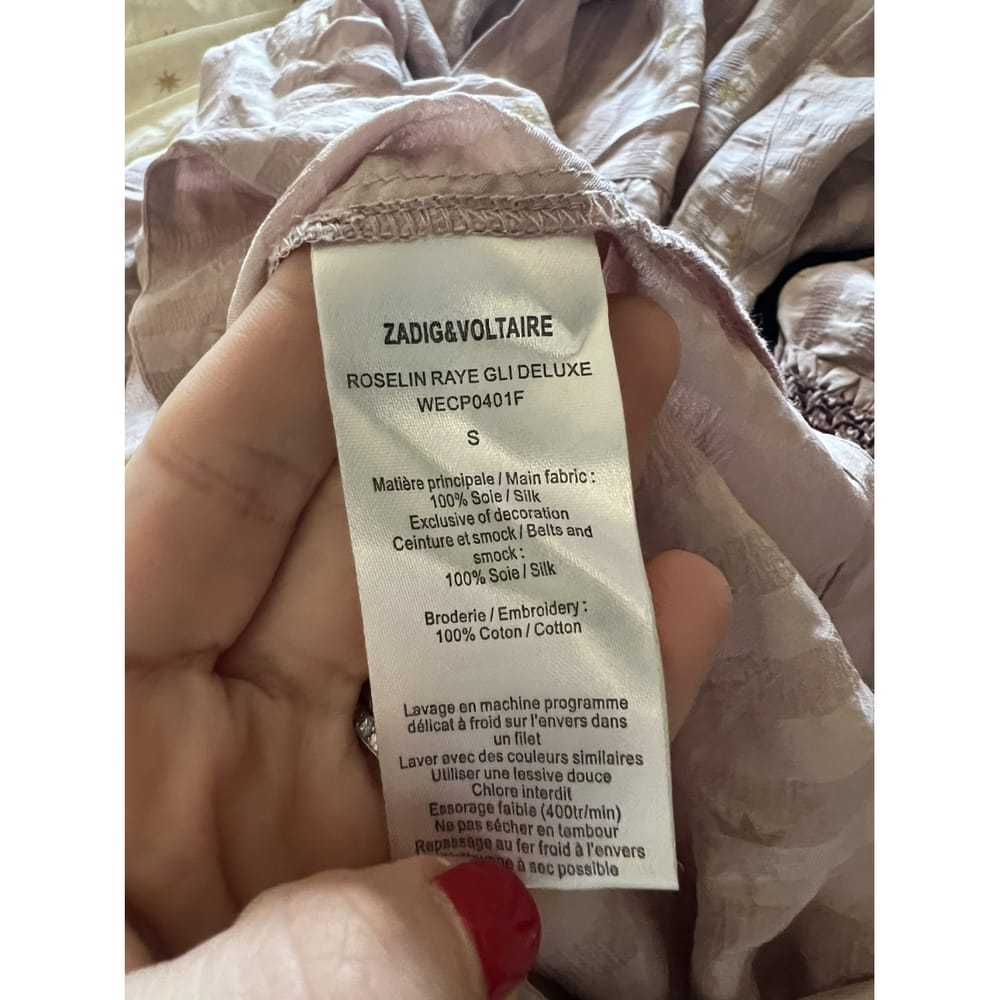 ZADIG&VOLTAIRE
ROSELIN RAYE GLI DELUXE
WECP0401F
S
Matière principale / Main fabric :
100% Soie / Silk
Exclusive of decoration
Ceinture et smock / Belts and
smock :
100% Soie / Silk
Broderie / Embroidery :
100% Coton / Cotton
Lavage en machine programme
délicat à froid sur l'envers dans
un filet
Laver avec des couleurs similaires
Utiliser une lessive douce
Chlore interdit
Essorage faible (400tr/min)
Ne pas sécher en tambour
Repassage au fer froid à l'envers
à sec possible